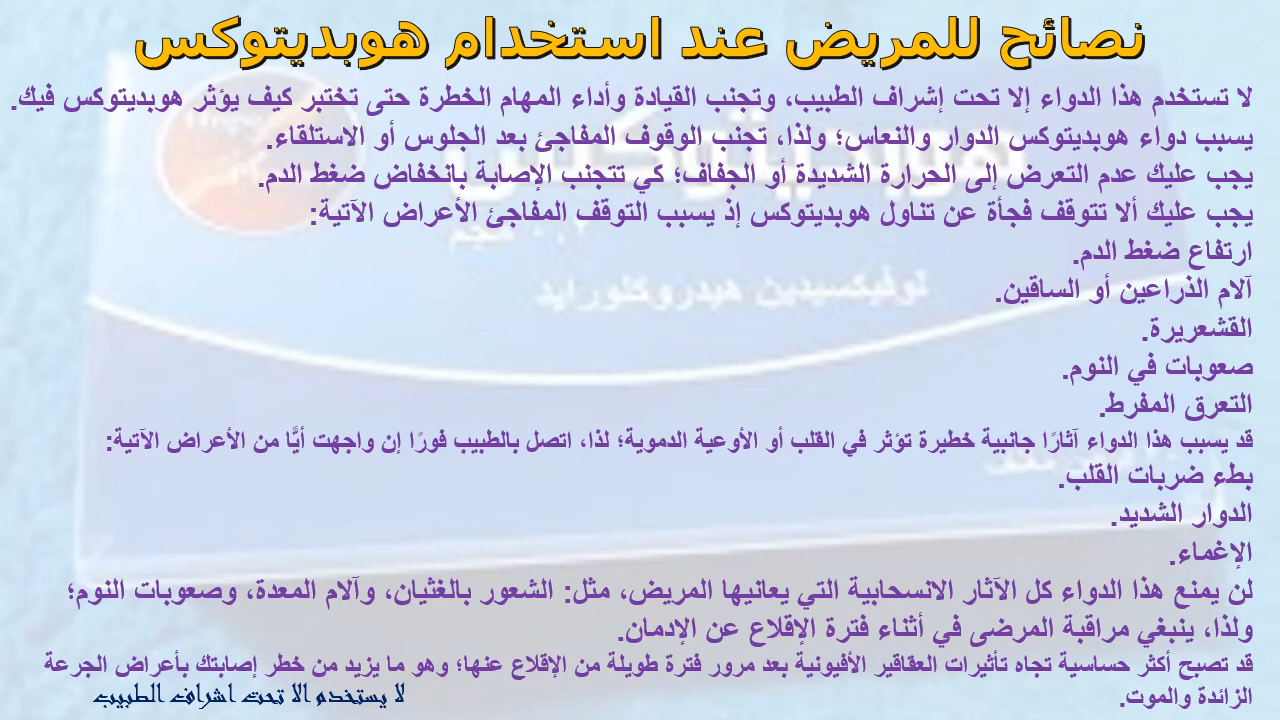 نصائح للمريض عند استخدام هوبديتوكس
لا تستخدم هذا الدواء إلا تحت إشراف الطبيب، وتجنب القيادة وأداء المهام الخطرة حتى تختبر كيف يؤثر هوبديتوكس فيك.
يسبب دواء هوبديتوكس الدوار والنعاس؛ ولذا، تجنب الوقوف المفاجئ بعد الجلوس أو الاستلقاء.
يجب عليك عدم التعرض إلى الحرارة الشديدة أو الجفاف؛ كي تتجنب الإصابة بانخفاض ضغط الدم.
يجب عليك ألا تتوقف فجأة عن تناول هوبديتوكس إذ يسبب التوقف المفاجئ الأعراض الآتية:
ارتفاع ضغط الدم.
آلام الذراعين أو الساقين.
لوفيكسيدين هيدروكلورايد
القشعريرة.
صعوبات في النوم.
التعرق المفرط.
قد يسبب هذا الدواء آثارًا جانبية خطيرة تؤثر في القلب أو الأوعية الدموية؛ لذا، اتصل بالطبيب فورًا إن واجهت أيًّا من الأعراض الآتية:
بطء ضربات القلب.
الدوار الشديد.
الإغماء.
لن يمنع هذا الدواء كل الآثار الانسحابية التي يعانيها المريض، مثل: الشعور بالغثيان، وآلام المعدة، وصعوبات النوم؛
ولذا، ينبغي مراقبة المرضى في أثناء فترة الإقلاع عن الإدمان.
قد تصبح أكثر حساسية تجاه تأثيرات العقاقير الأفيونية بعد مرور فترة طويلة من الإقلاع عنها؛ وهو ما يزيد من خطر إصابتك بأعراض الجرعة
الزائدة والموت.
لا يستخدم الا تحت اشراف الطبيب